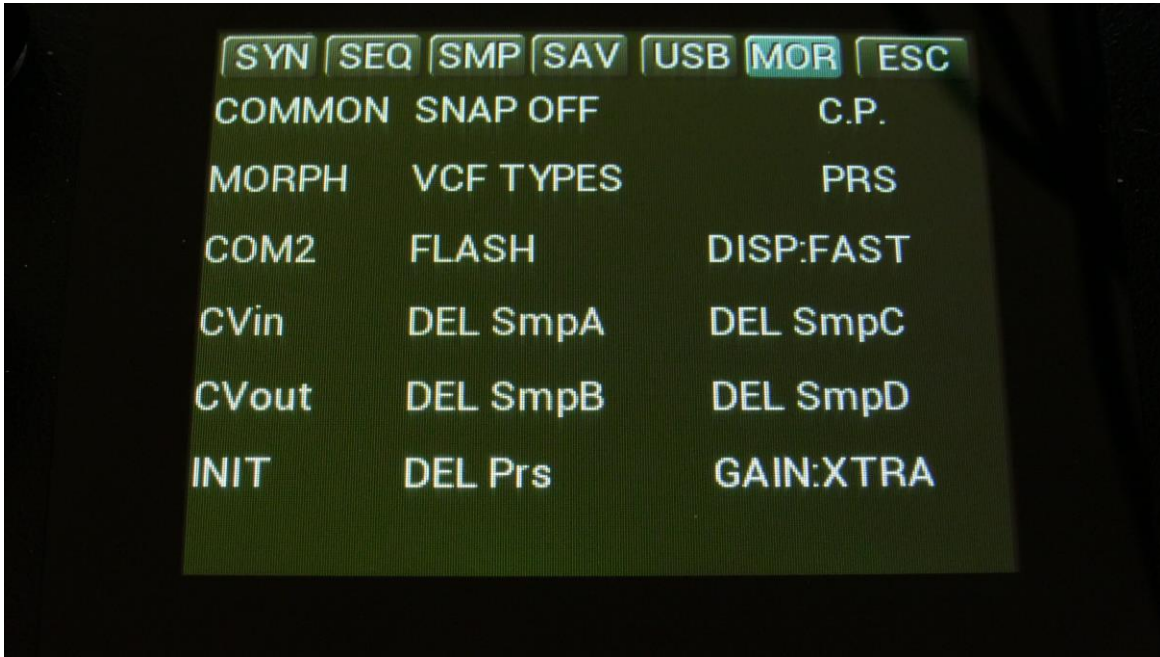 SYN SEQ SMP SAV USB MOR ESC
COMMON SNAP OFF C.P.
MORPH VCF TYPES PRS
COM2 FLASH DISP:FAST
CVin DEL SmpA DEL SmpC
CVout DEL SmpB DEL SmpD
INIT DEL Prs GAIN:XTRA